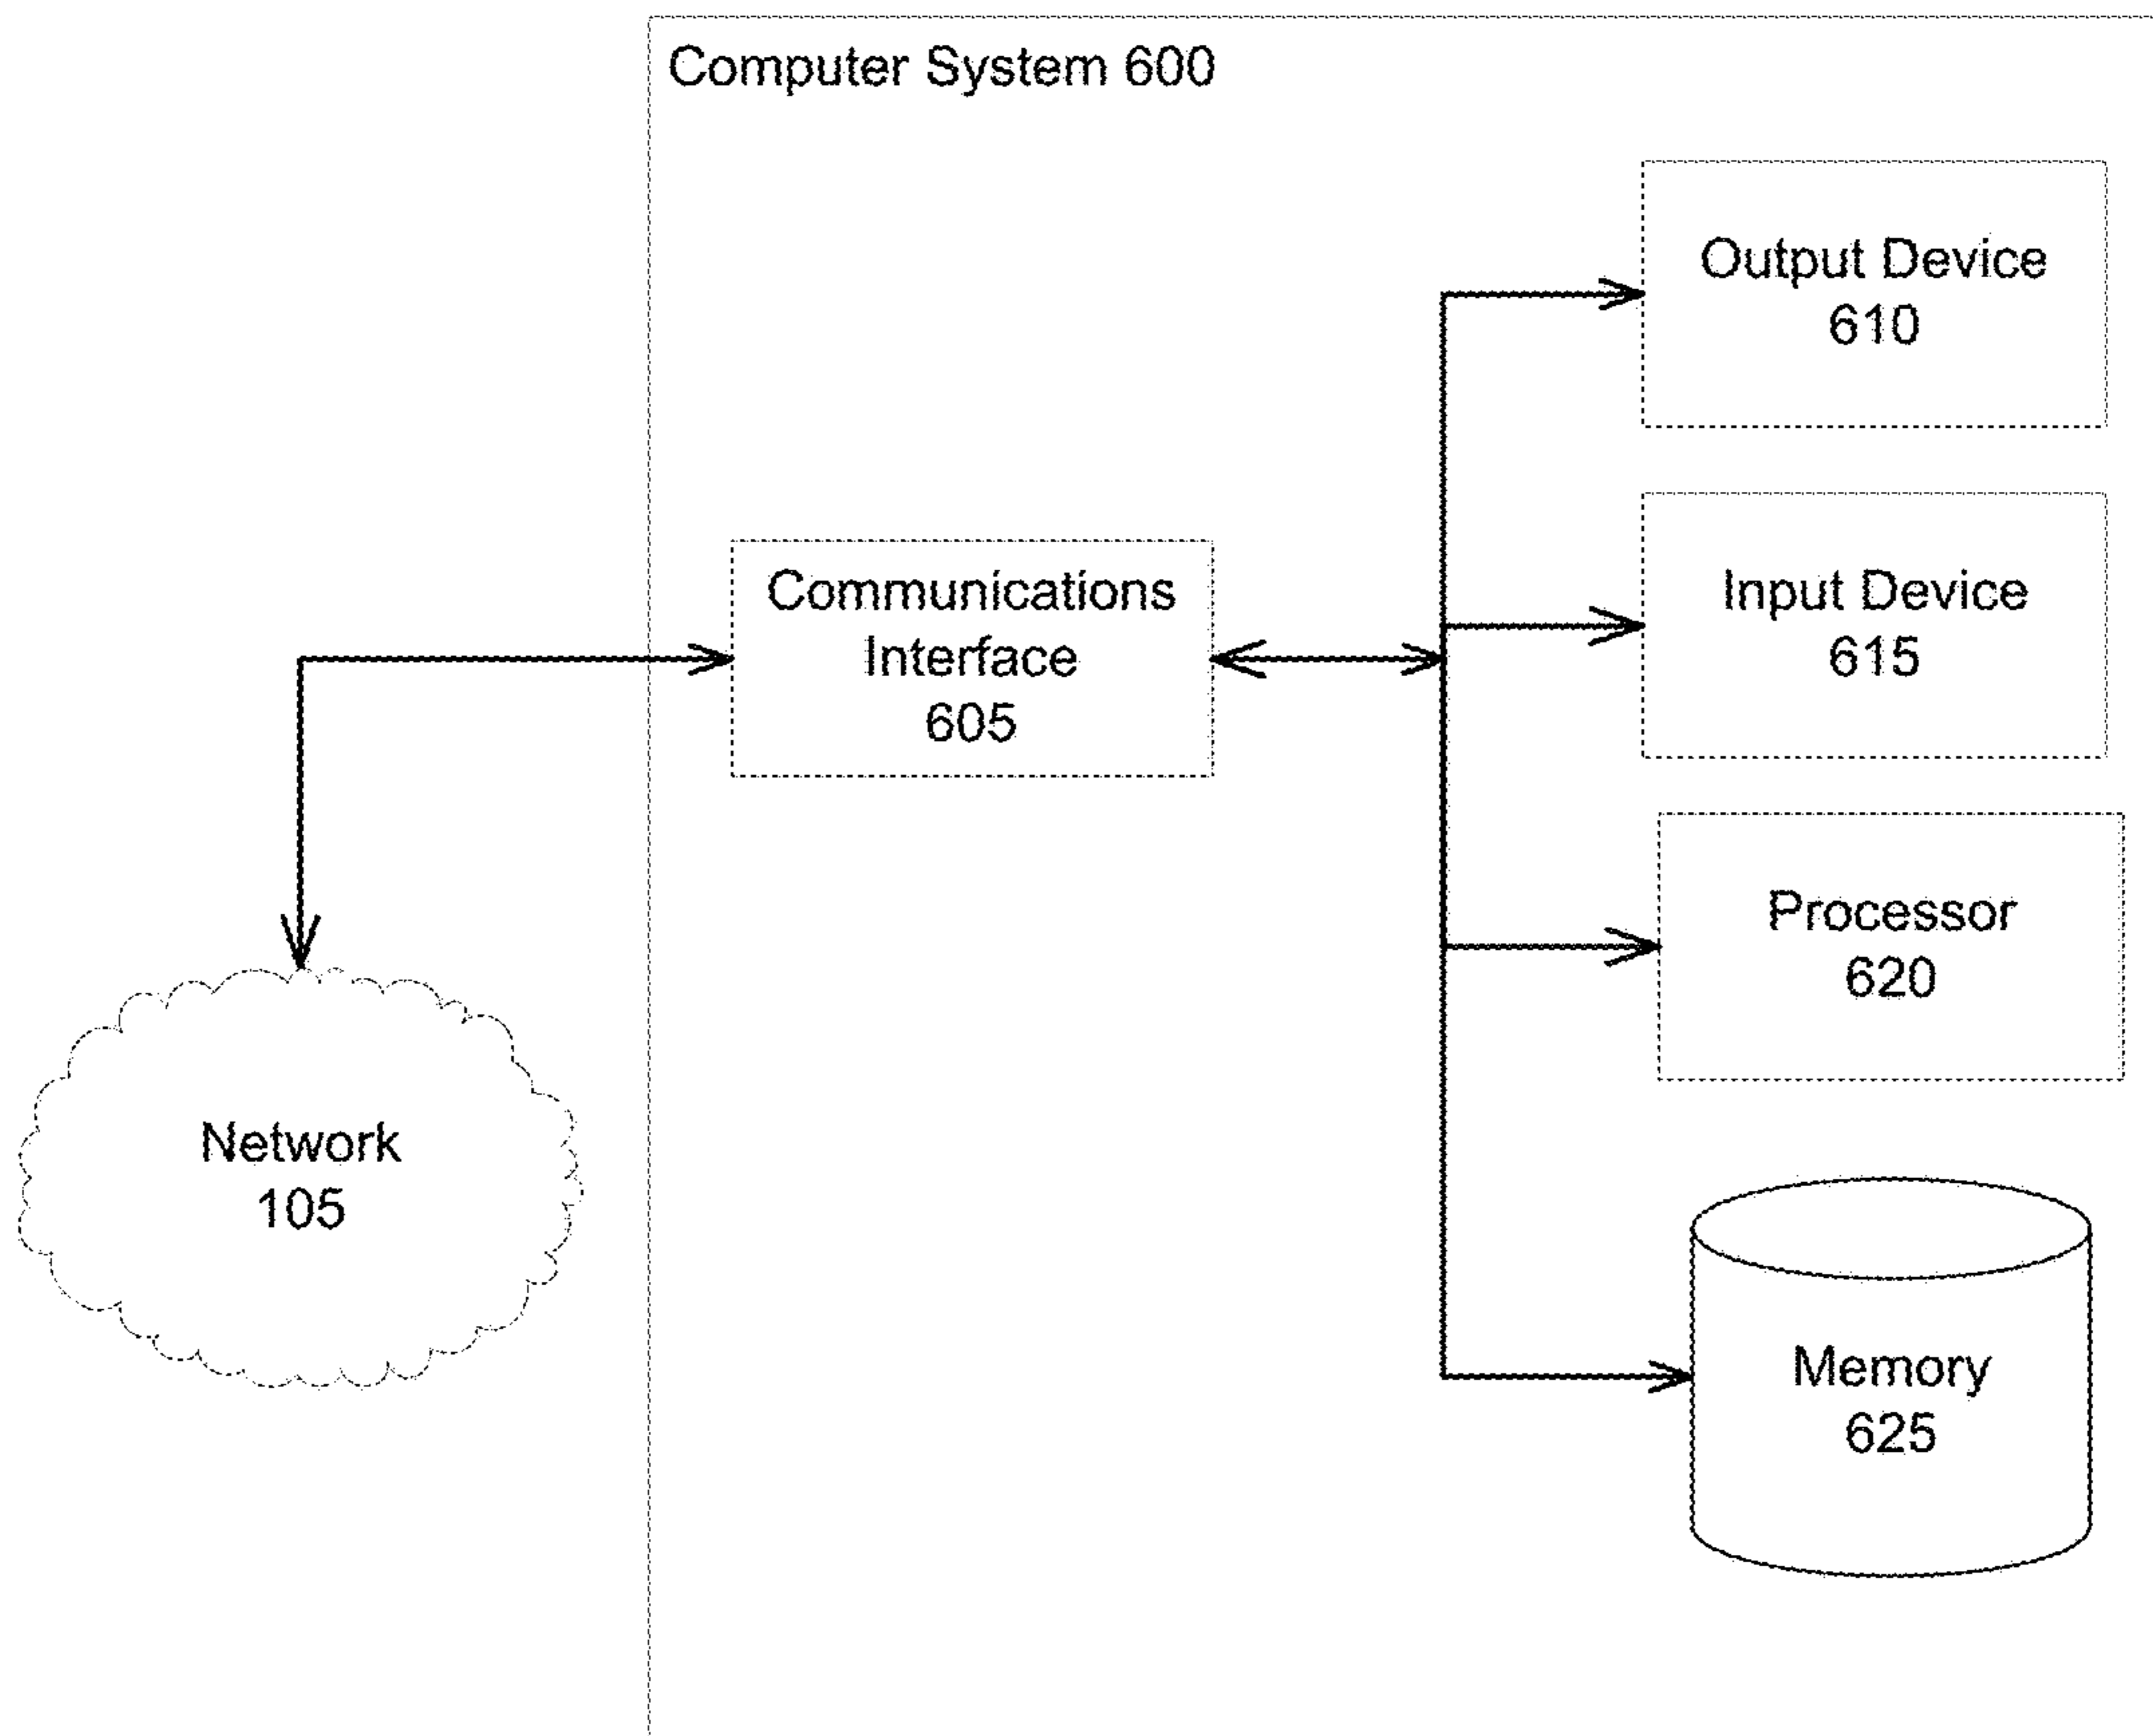 Computer System 600
Output Device
610
Input Device
615
Communications
Interface
605
Processor
620
Network
105
Memory
625